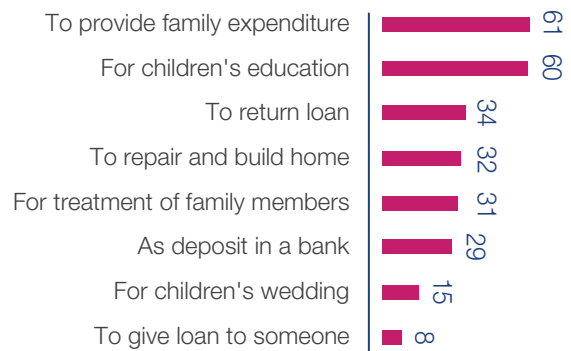 To provide family expenditure 61
For children's education 60
To return loan 34
To repair and build home 32
For treatment of family members 31
As deposit in a bank 29
For children's wedding 15
To give loan to someone 8